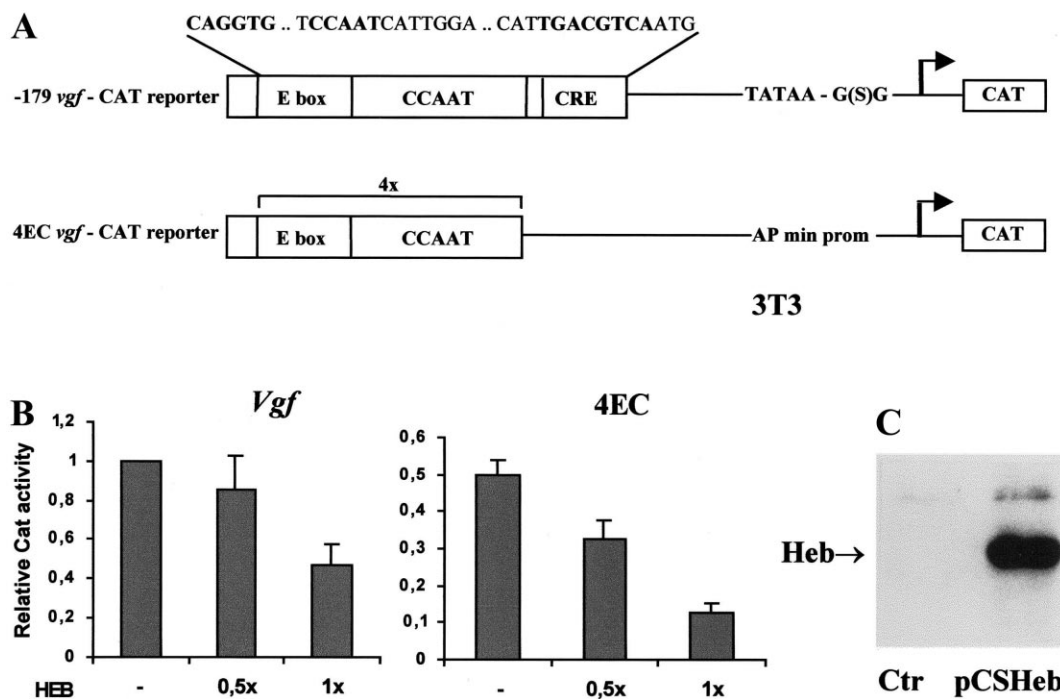 A
CAGGTG .. TCCAATCATTGGA .. CATTGACGTCAATG
-179 vgf - CAT reporter
E box
CCAAT
CRE
TATAA - G(S)G
CAT
4x
4EC vgf - CAT reporter
E box
CCAAT
AP min prom
CAT
3T3
B
Vgf
Relative Cat activity
1,2
1
0,8
0,6
0,4
0,2
0
HEB
-
0,5x
1x
4EC
0,6
0,5
0,4
0,3
0,2
0,1
0
-
0,5x
1x
C
Heb→
Ctr pCSHeb